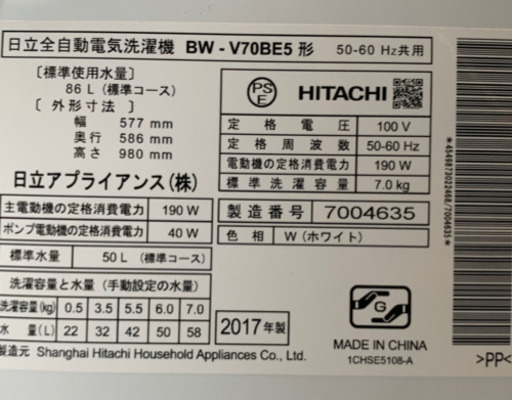 日立全自動電気洗濯機 BW - V70BE5 形 50-60 Hz共用
〔標準使用水量〕
86 L (標準コース)
〔 外 形 寸 法 〕
幅 577 mm
奥行 586 mm
高さ 980 mm
日立アプライアンス(株)
主電動機の定格消費電力 190 W
ポンプ電動機の定格消費電力 40 W
標準水量 50 L (標準コース)
洗濯容量と水量 (手動設定の水量)
洗濯容量(kg) 0.5 3.5 5.5 6.0 7.0
水 量(L) 22 32 42 50 58
製造元 Shanghai Hitachi Household Appliances Co., Ltd.
PS
E
HITACHI
定格電圧 100 V
定格周波数 50-60 Hz
電動機の定格消費電力 190 W
標準洗濯容量 7.0 kg
製造番号 7004635
色相 W (ホワイト)
2017年製
G
MADE IN CHINA
1CHSE5108-A
>PP<